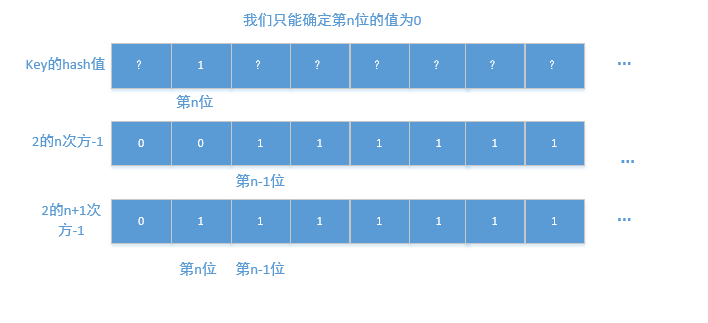 我们只能确定第n位的值为0
Key的hash值 ? 1 ? ? ? ? ? ? ...
第n位
2的n次方-1 0 0 1 1 1 1 1 1 ...
第n-1位
2的n+1次
方-1 0 1 1 1 1 1 1 1 ...
第n位 第n-1位